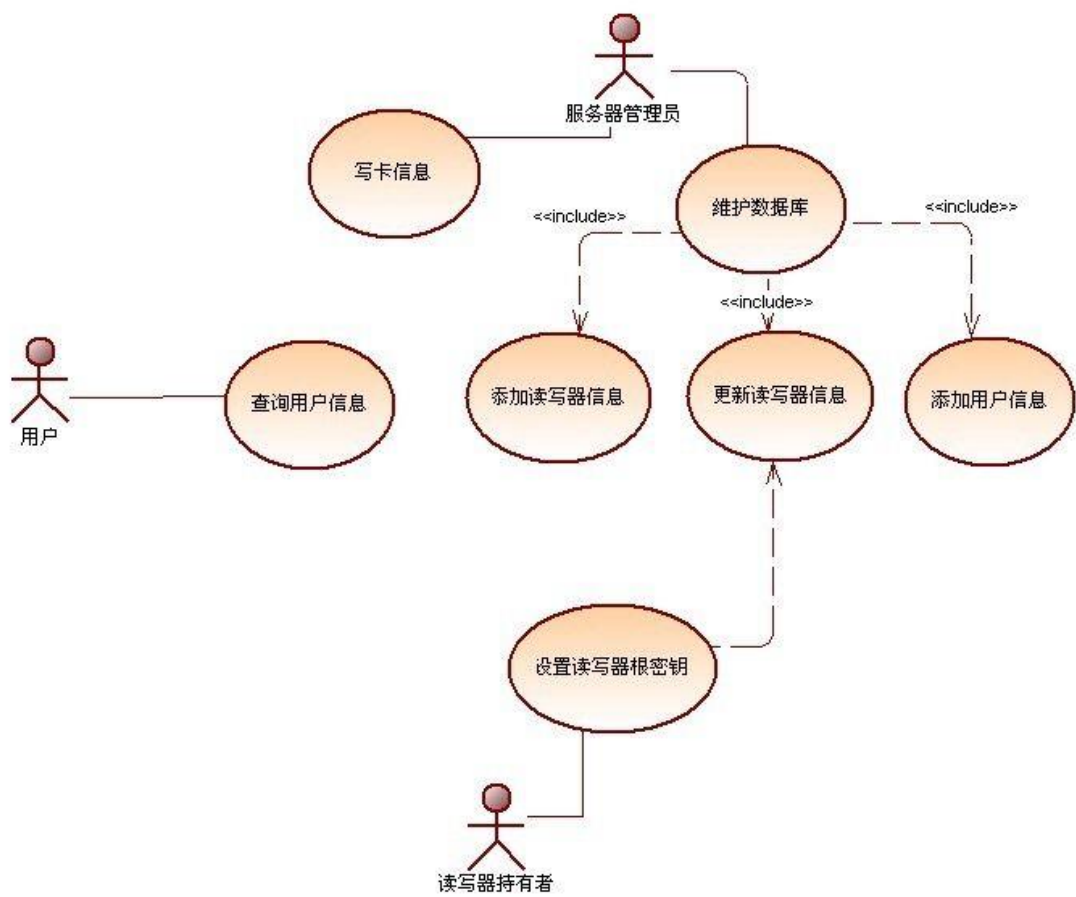 服务器管理员
写卡信息
维护数据库
<<include>>
<<include>>
<<include>>
用户
查询用户信息
添加读写器信息
更新读写器信息
添加用户信息
设置读写器根密钥
读写器持有者